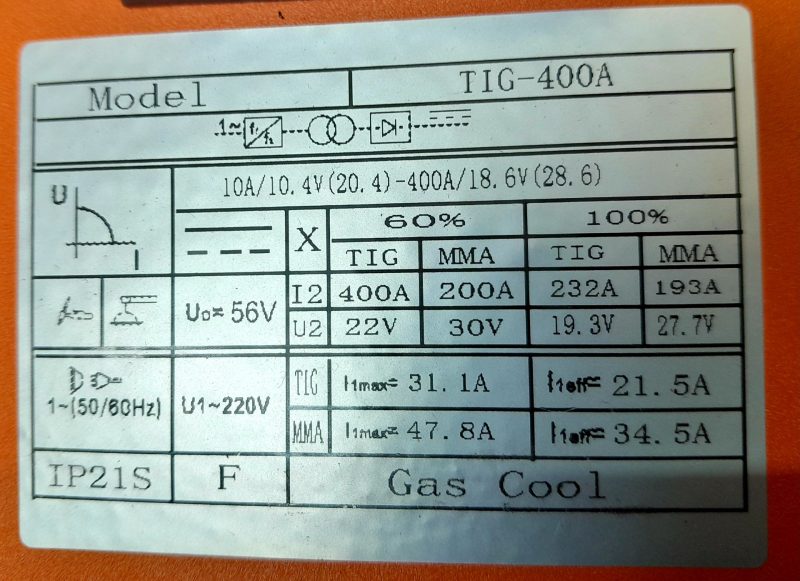 Model TIG-400A
1~ f1 f2
10A/10.4V(20.4)-400A/18.6V(28.6)
U
I
X 60% 100%
TIG MMA TIG MMA
U0= 56V
I2 400A 200A 232A 193A
U2 22V 30V 19.3V 27.7V
1~(50/60Hz)
U1~220V
TIG I1max= 31.1A I1eff= 21.5A
MMA I1max= 47.8A I1eff= 34.5A
IP21S F Gas Cool